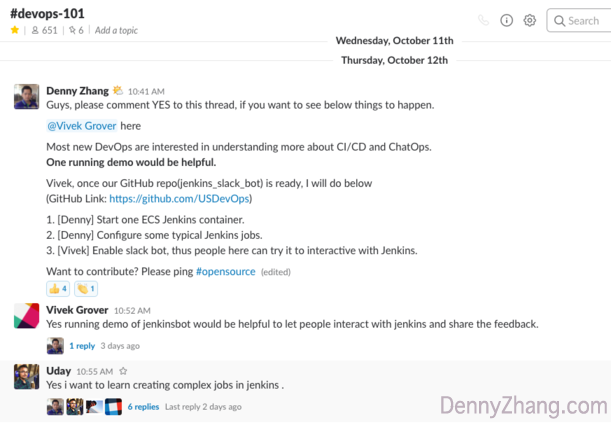 #devops-101
651 | 6 | Add a topic
Search
Wednesday, October 11th
Thursday, October 12th
Denny Zhang 10:41 AM
Guys, please comment YES to this thread, if you want to see below things to happen.
@Vivek Grover here
Most new DevOps are interested in understanding more about CI/CD and ChatOps.
One running demo would be helpful.
Vivek, once our GitHub repo(jenkins_slack_bot) is ready, I will do below
(GitHub Link: https://github.com/USDevOps)
1. [Denny] Start one ECS Jenkins container.
2. [Denny] Configure some typical Jenkins jobs.
3. [Vivek] Enable slack bot, thus people here can try it to interactive with Jenkins.
Want to contribute? Please ping #opensource (edited)
4 1
Vivek Grover 10:52 AM
Yes running demo of jenkinsbot would be helpful to let people interact with jenkins and share the feedback.
1 reply 3 days ago
Uday 10:55 AM
Yes i want to learn creating complex jobs in jenkins .
6 replies Last reply 2 days ago
DennyZhang.com